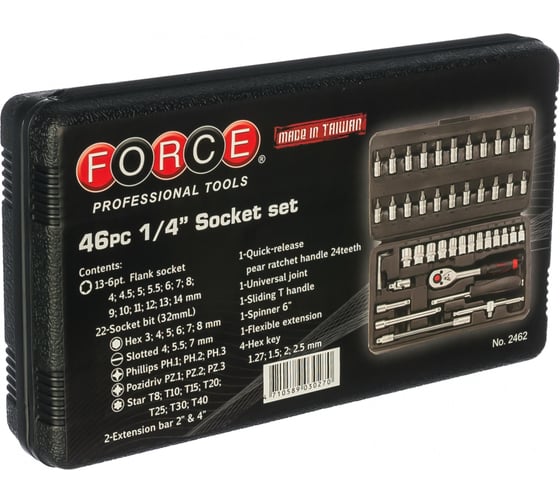 FORCE®
MADE IN TAIWAN
PROFESSIONAL TOOLS
46PC 1/4" Socket set
Contents:
13-6pt. Flank socket
4; 4.5; 5; 5.5; 6; 7; 8;
9; 10; 11; 12; 13; 14 mm
22-Socket bit (32mmL)
Hex 3; 4; 5; 6; 7; 8 mm
Slotted 4; 5.5; 7 mm
Phillips PH.1; PH.2; PH.3
Pozidriv PZ.1; PZ.2; PZ.3
Star T8; T10; T15; T20;
T25; T30; T40
2-Extension bar 2" & 4"
1-Quick-release
pear ratchet handle 24teeth
1-Universal joint
1-Sliding T handle
1-Spinner 6"
1-Flexible extension
4-Hex key
1.27; 1.5; 2; 2.5 mm
4 710589 030270
No. 2462